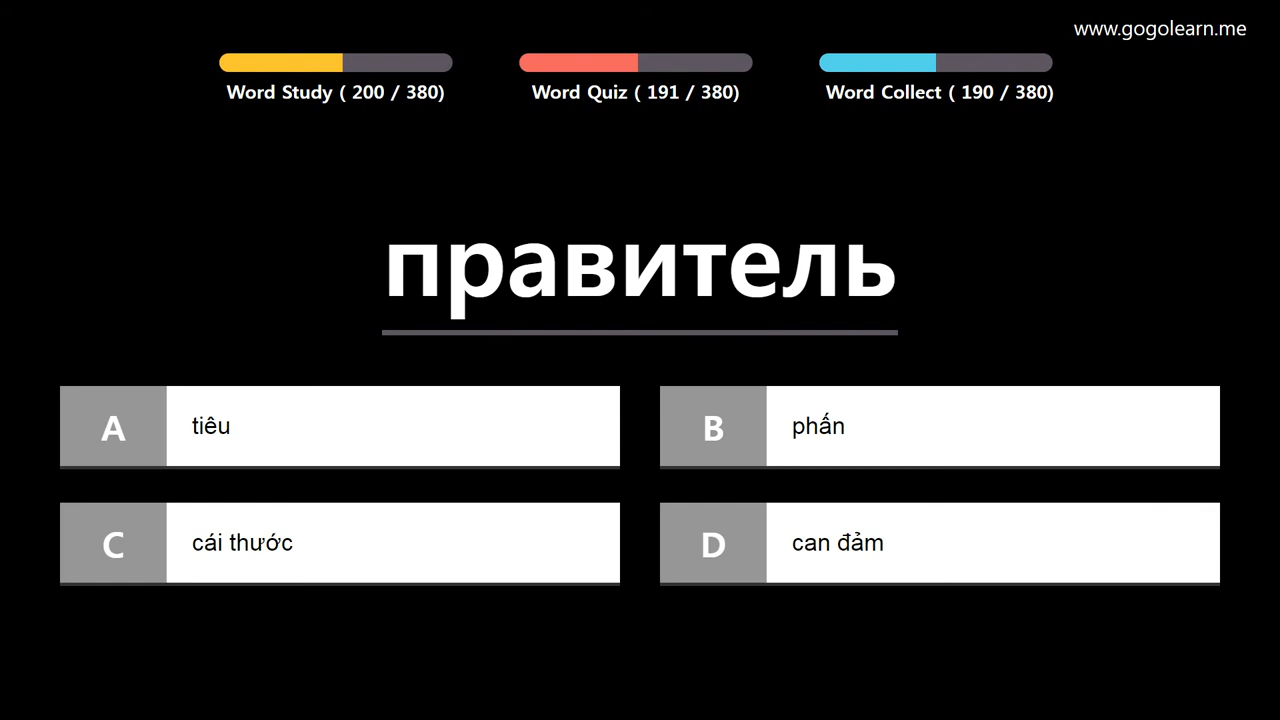 www.gogolearn.me
Word Study ( 200 / 380)
Word Quiz ( 191 / 380)
Word Collect ( 190 / 380)
правитель
A tiêu
B phấn
C cái thước
D can đảm